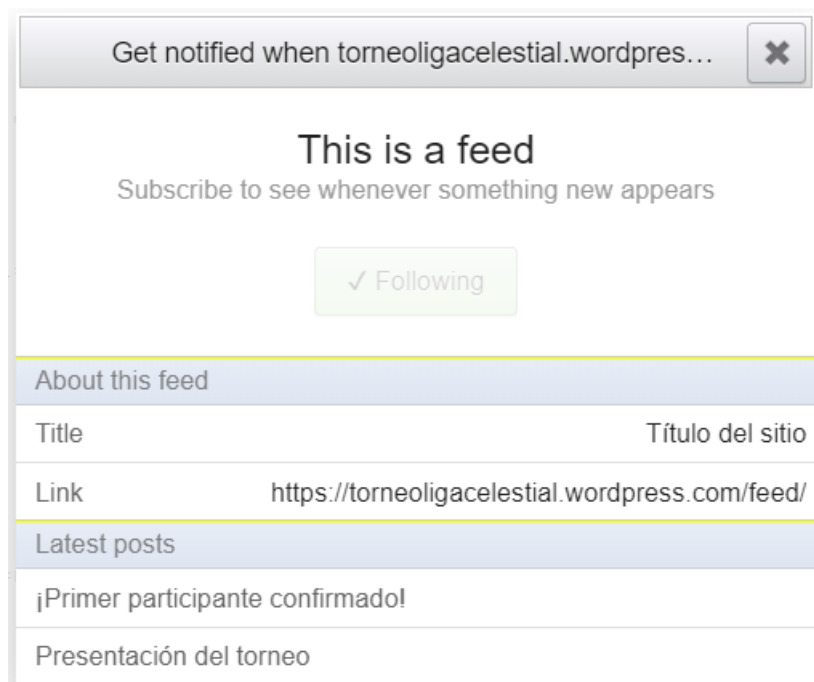 Get notified when torneoligacelestial.wordpres…
This is a feed
Subscribe to see whenever something new appears
✓ Following
About this feed
Title Título del sitio
Link https://torneoligacelestial.wordpress.com/feed/
Latest posts
¡Primer participante confirmado!
Presentación del torneo